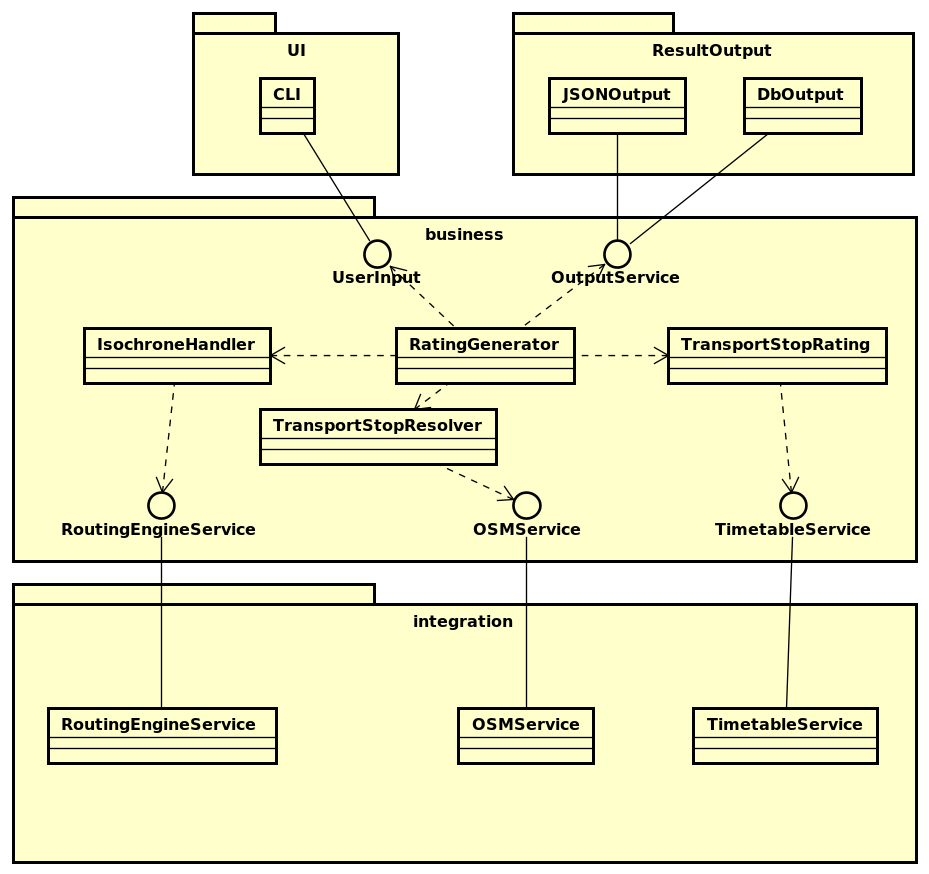 UI
ResultOutput
CLI
JSONOutput
DbOutput
business
UserInput
OutputService
IsochroneHandler
RatingGenerator
TransportStopRating
TransportStopResolver
RoutingEngineService
OSMService
TimetableService
integration
RoutingEngineService
OSMService
TimetableService